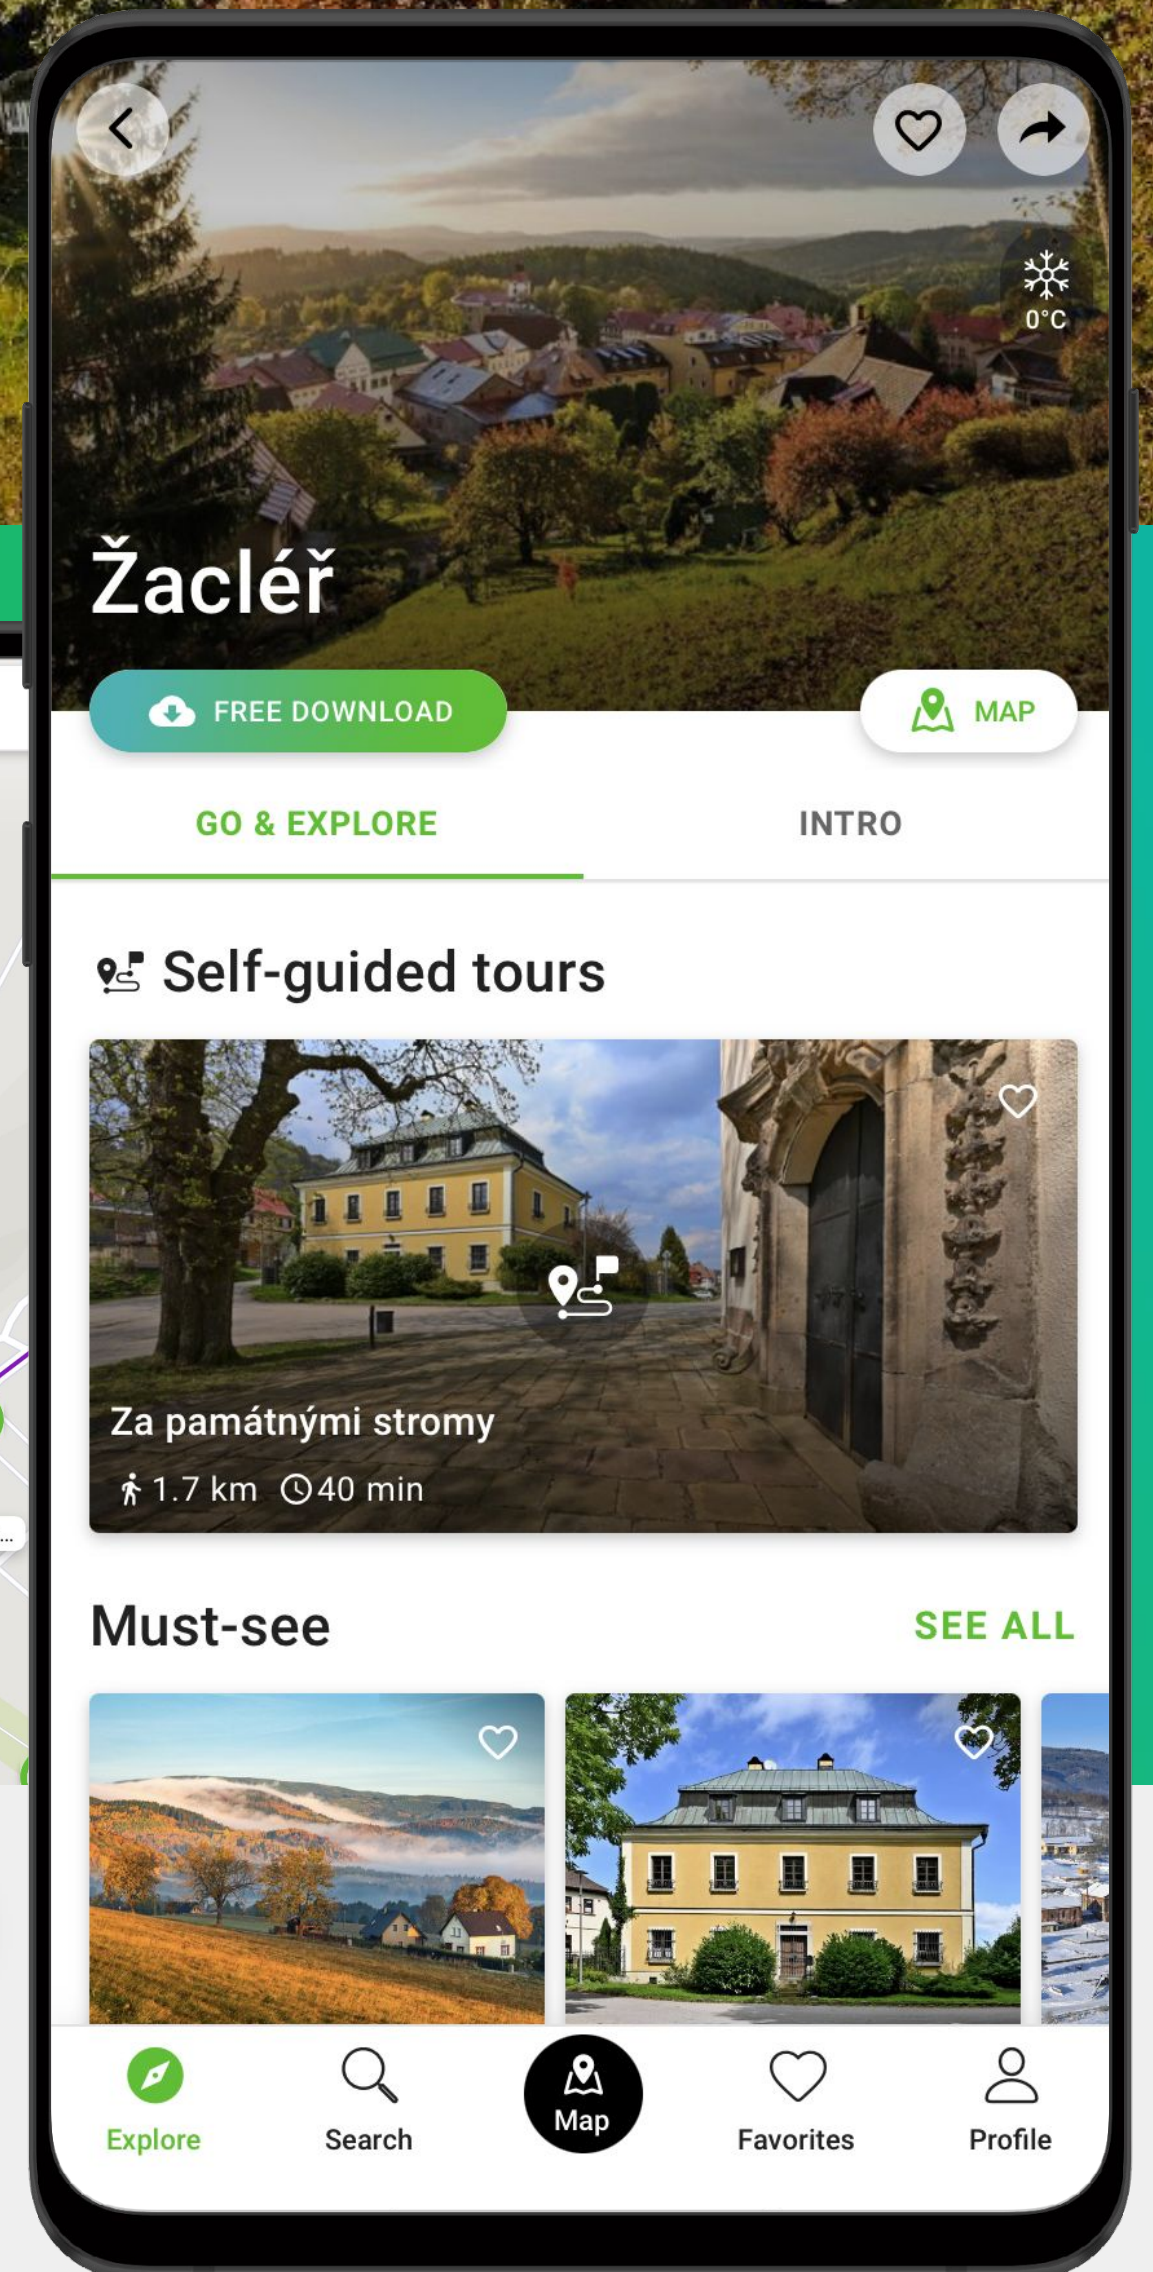 0°C
Žacléř
FREE DOWNLOAD
MAP
GO & EXPLORE
INTRO
Self-guided tours
Za památnými stromy
1.7 km 40 min
Must-see
SEE ALL
...
Explore
Search
Map
Favorites
Profile